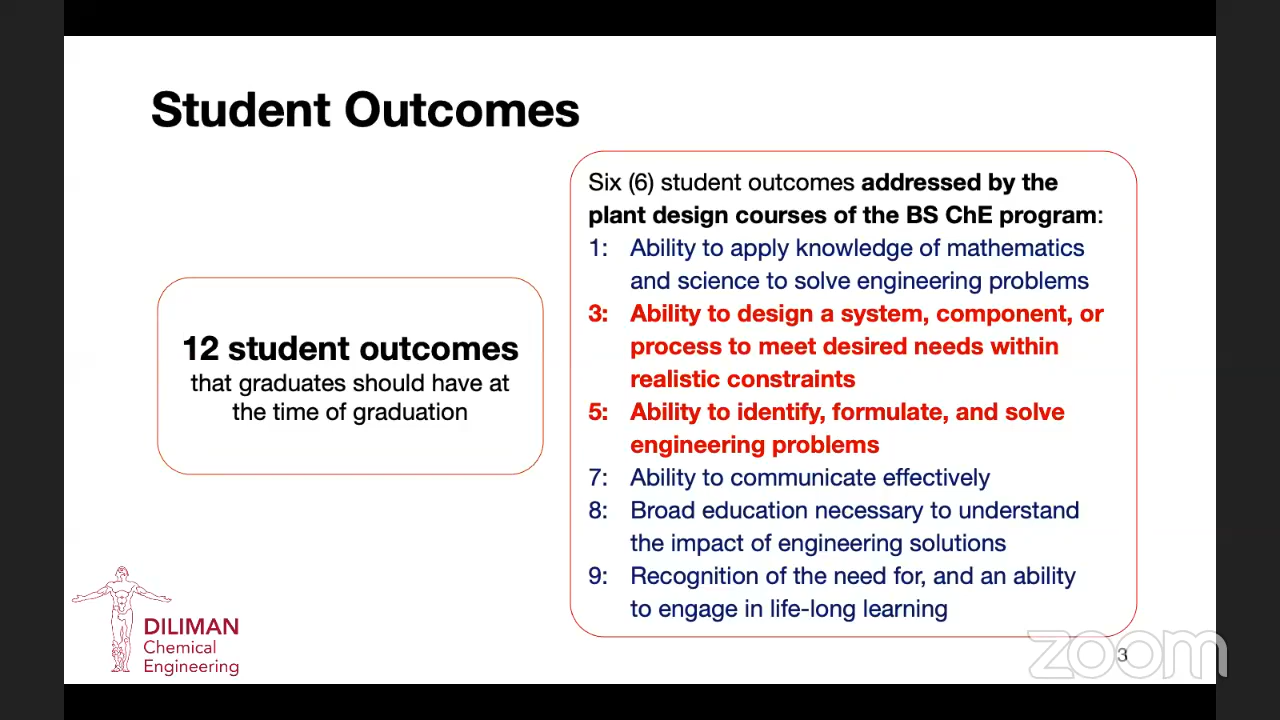 Student Outcomes
12 student outcomes
that graduates should have at
the time of graduation
Six (6) student outcomes addressed by the
plant design courses of the BS ChE program:
1: Ability to apply knowledge of mathematics
and science to solve engineering problems
3: Ability to design a system, component, or
process to meet desired needs within
realistic constraints
5: Ability to identify, formulate, and solve
engineering problems
7: Ability to communicate effectively
8: Broad education necessary to understand
the impact of engineering solutions
9: Recognition of the need for, and an ability
to engage in life-long learning
DILIMAN
Chemical
Engineering
3
zoom